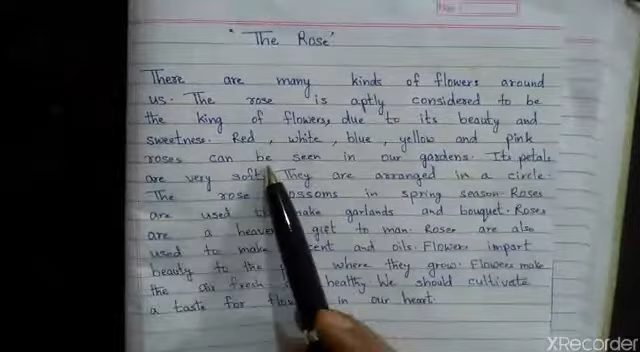 "The Rose"
There are many kinds of flowers around
us. The rose is aptly considered to be
the king of flowers, due to its beauty and
sweetness. Red, white, blue, yellow and pink
roses can be seen in our gardens. Its petals
are very soft. They are arranged in a circle.
The rose in spring season. Roses
are used garlands and bouquet. Roses
are a gift to man. Roses are also
used to make and oils. Flowers impart
beauty to the where they grow. Flowers make
the air fresh healthy. We should cultivate
a taste for in our heart.
XRecorder